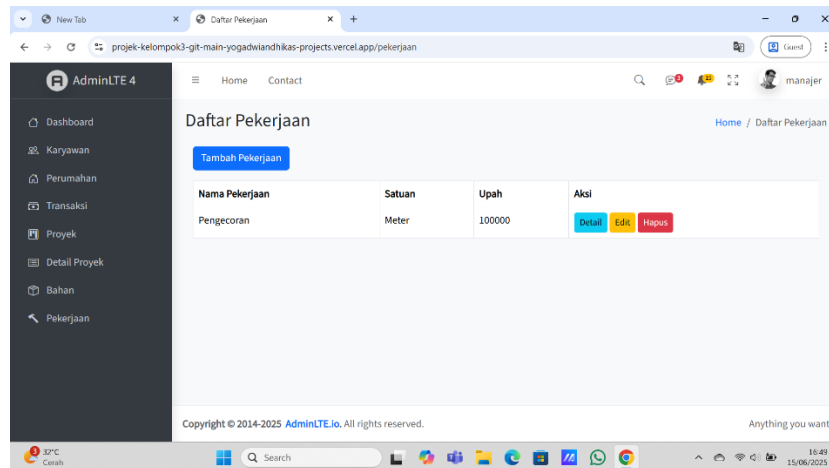 New Tab
Daftar Pekerjaan
projek-kelompok3-git-main-yogadwiandhikas-projects.vercel.app/pekerjaan
Guest
AdminLTE 4
Home Contact
manajer
Dashboard
Karyawan
Perumahan
Transaksi
Proyek
Detail Proyek
Bahan
Pekerjaan
Daftar Pekerjaan
Home / Daftar Pekerjaan
Tambah Pekerjaan
Nama Pekerjaan Satuan Upah Aksi
Pengecoran Meter 100000 Detail Edit Hapus
Copyright © 2014-2025 AdminLTE.io. All rights reserved.
Anything you want
3
32°C
Cerah
Search
16:49
15/06/2025